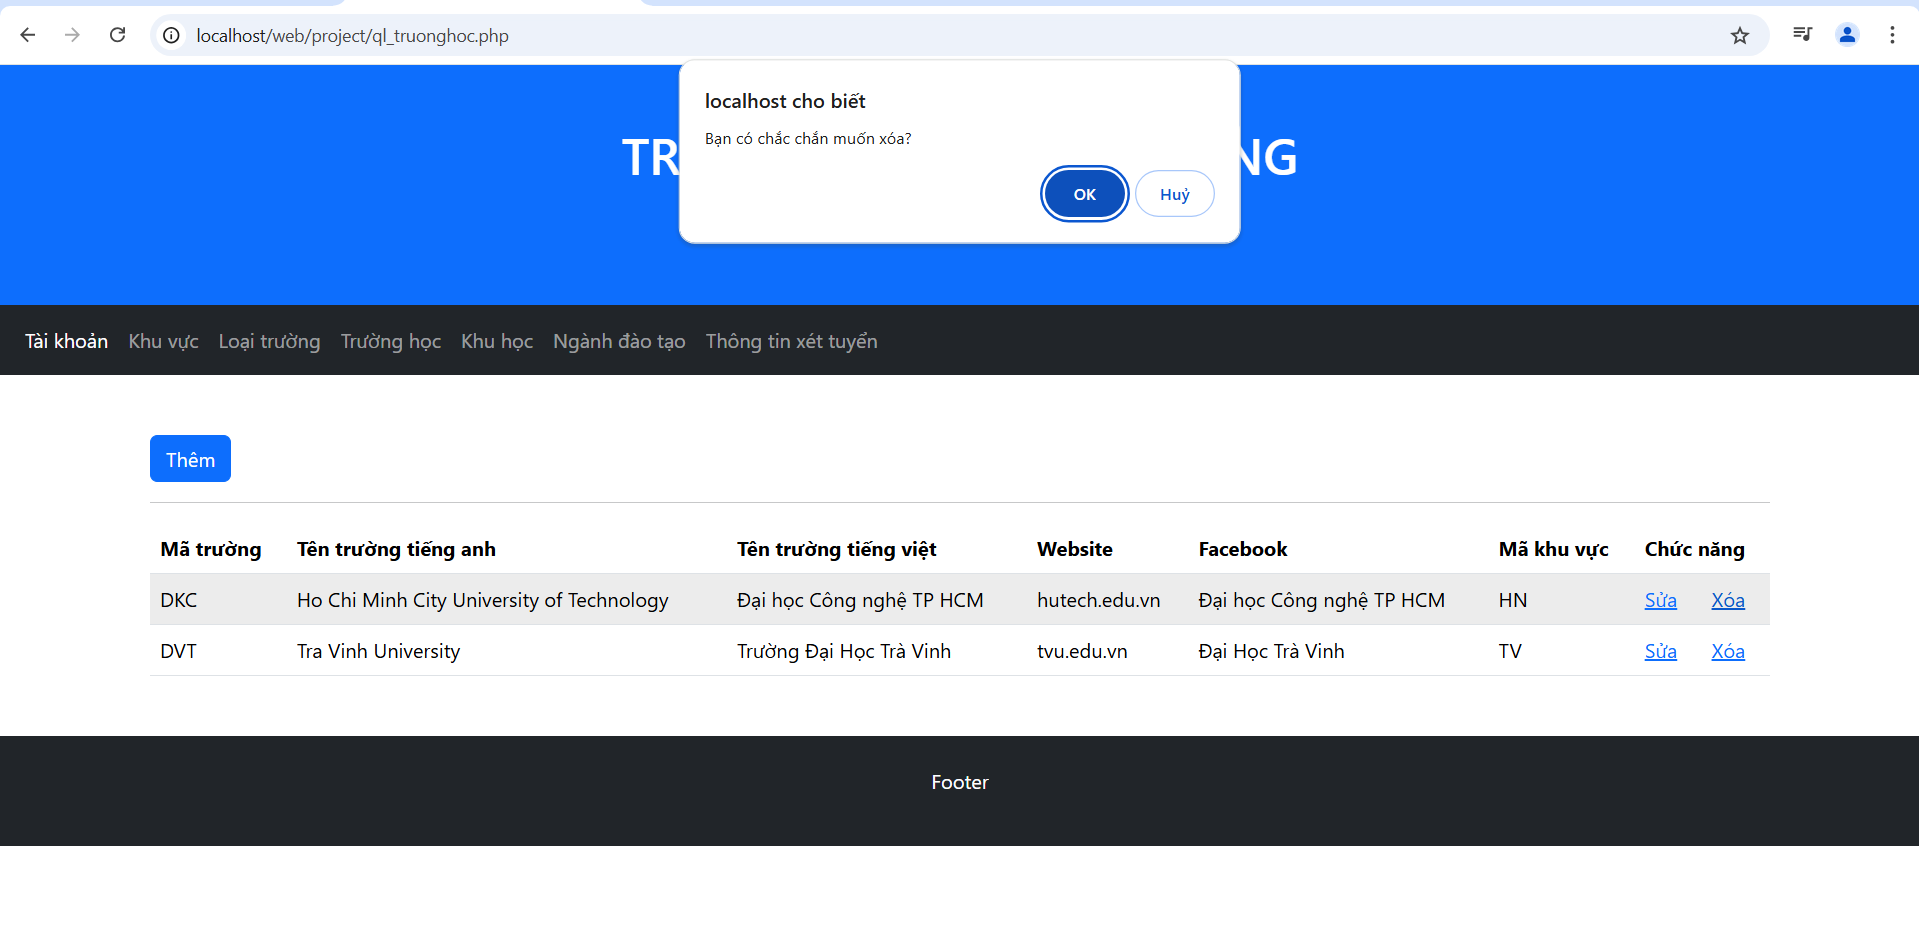 localhost/web/project/ql_truonghoc.php
localhost cho biết
Bạn có chắc chắn muốn xóa?
OK Huỷ
Tài khoản Khu vực Loại trường Trường học Khu học Ngành đào tạo Thông tin xét tuyển
Thêm
Mã trường Tên trường tiếng anh Tên trường tiếng việt Website Facebook Mã khu vực Chức năng
DKC Ho Chi Minh City University of Technology Đại học Công nghệ TP HCM hutech.edu.vn Đại học Công nghệ TP HCM HN Sửa Xóa
DVT Tra Vinh University Trường Đại Học Trà Vinh tvu.edu.vn Đại Học Trà Vinh TV Sửa Xóa
Footer